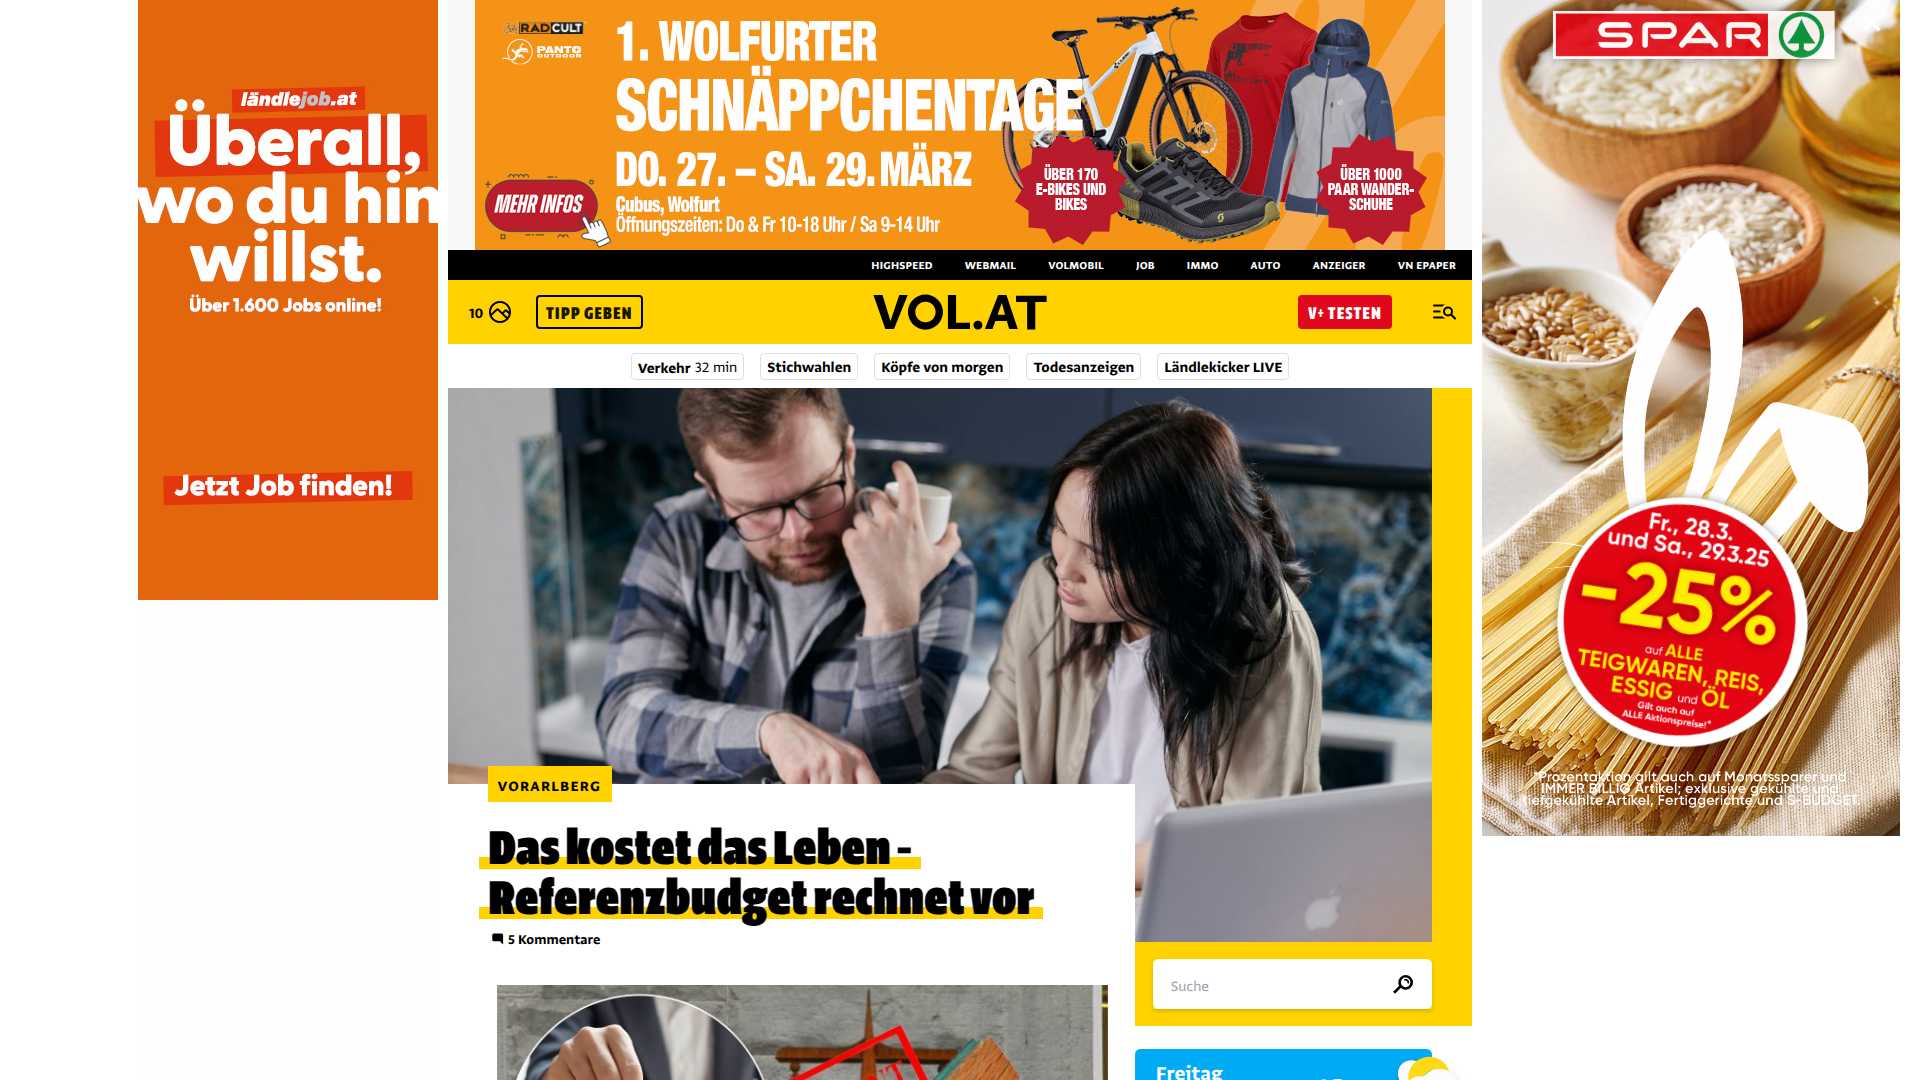 ländlejob.at
Überall,
wo du hin
willst.
Über 1.600 Jobs online!
Jetzt Job finden!
RADCULT
PANTO
OUTDOOR
1. WOLFURTER
SCHNÄPPCHENTAGE
DO. 27. – SA. 29. MÄRZ
Cubus, Wolfurt
Öffnungszeiten: Do & Fr 10-18 Uhr / Sa 9-14 Uhr
MEHR INFOS
ÜBER 170
E-BIKES UND
BIKES
ÜBER 1000
PAAR WANDER-
SCHUHE
HIGHSPEED WEBMAIL VOLMOBIL JOB IMMO AUTO ANZEIGER VN EPAPER
10 TIPP GEBEN VOL.AT V+ TESTEN
Verkehr 32 min Stichwahlen Köpfe von morgen Todesanzeigen Ländlekicker LIVE
VORARLBERG
Das kostet das Leben -
Referenzbudget rechnet vor
5 Kommentare
Suche
Freitag
SPAR
Fr., 28.3.
und Sa., 29.3.25
-25%
auf ALLE
TEIGWAREN, REIS,
ESSIG und ÖL
Gilt auch auf
ALLE Aktionspreise!*
*Prozentaktion gilt auch auf Monatssparer und
IMMER BILLIG Artikel; exklusive gekühlte und
tiefgekühlte Artikel, Fertiggerichte und S-BUDGET.